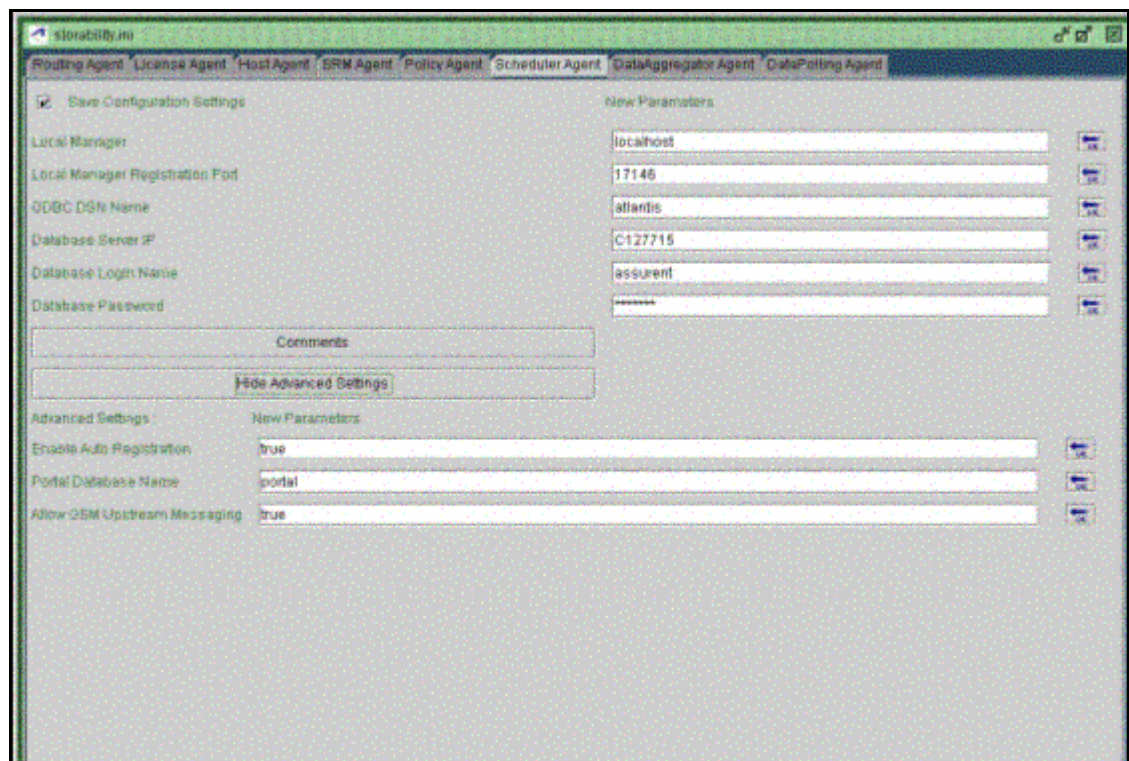 storability.ini
Routing Agent License Agent Host Agent SRM Agent Policy Agent Scheduler Agent DataAggregator Agent DataPolling Agent
Save Configuration Settings New Parameters
Local Manager localhost
Local Manager Registration Port 17146
ODBC DSN Name atlantis
Database Server IP C127715
Database Login Name assurent
Database Password *******
Comments
Hide Advanced Settings
Advanced Settings : New Parameters
Enable Auto Registration true
Portal Database Name portal
Allow GSM Upstream Messaging true